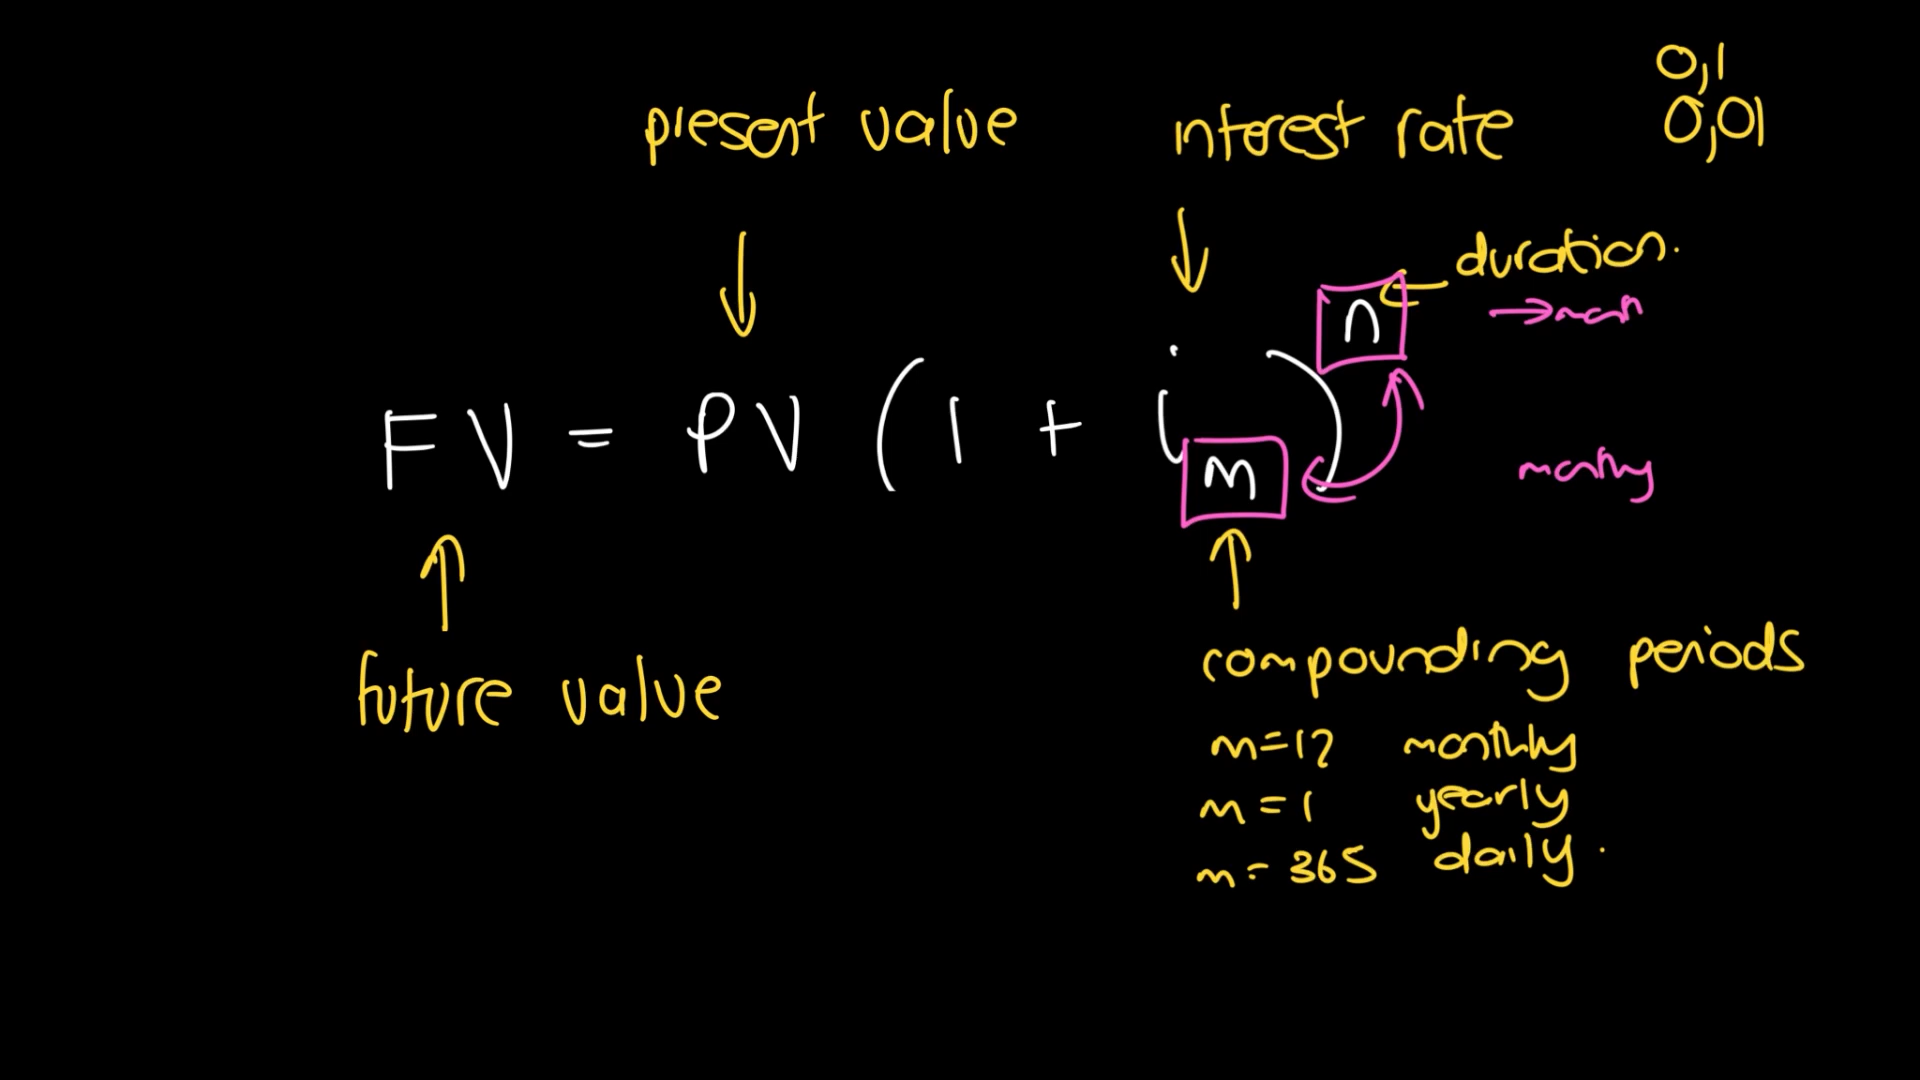 0,1
0,01
present value
interest rate
duration.
n
→ month
FV = PV (1 + i
m
)
monthly
future value
compounding periods
m=12 monthly
m=1 yearly
m=365 daily.